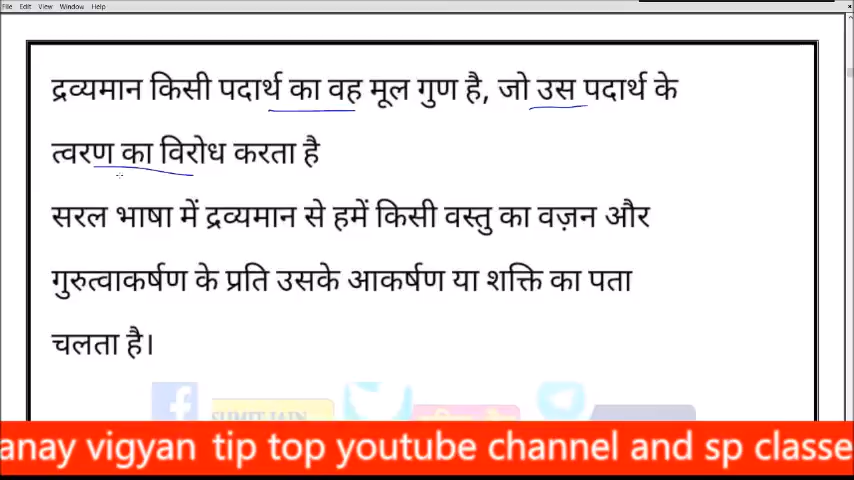 File Edit View Window Help
द्रव्यमान किसी पदार्थ का वह मूल गुण है, जो उस पदार्थ के
त्वरण का विरोध करता है
सरल भाषा में द्रव्यमान से हमें किसी वस्तु का वज़न और
गुरुत्वाकर्षण के प्रति उसके आकर्षण या शक्ति का पता
चलता है।
SUMIT JAIN
anay vigyan tip top youtube channel and sp classe